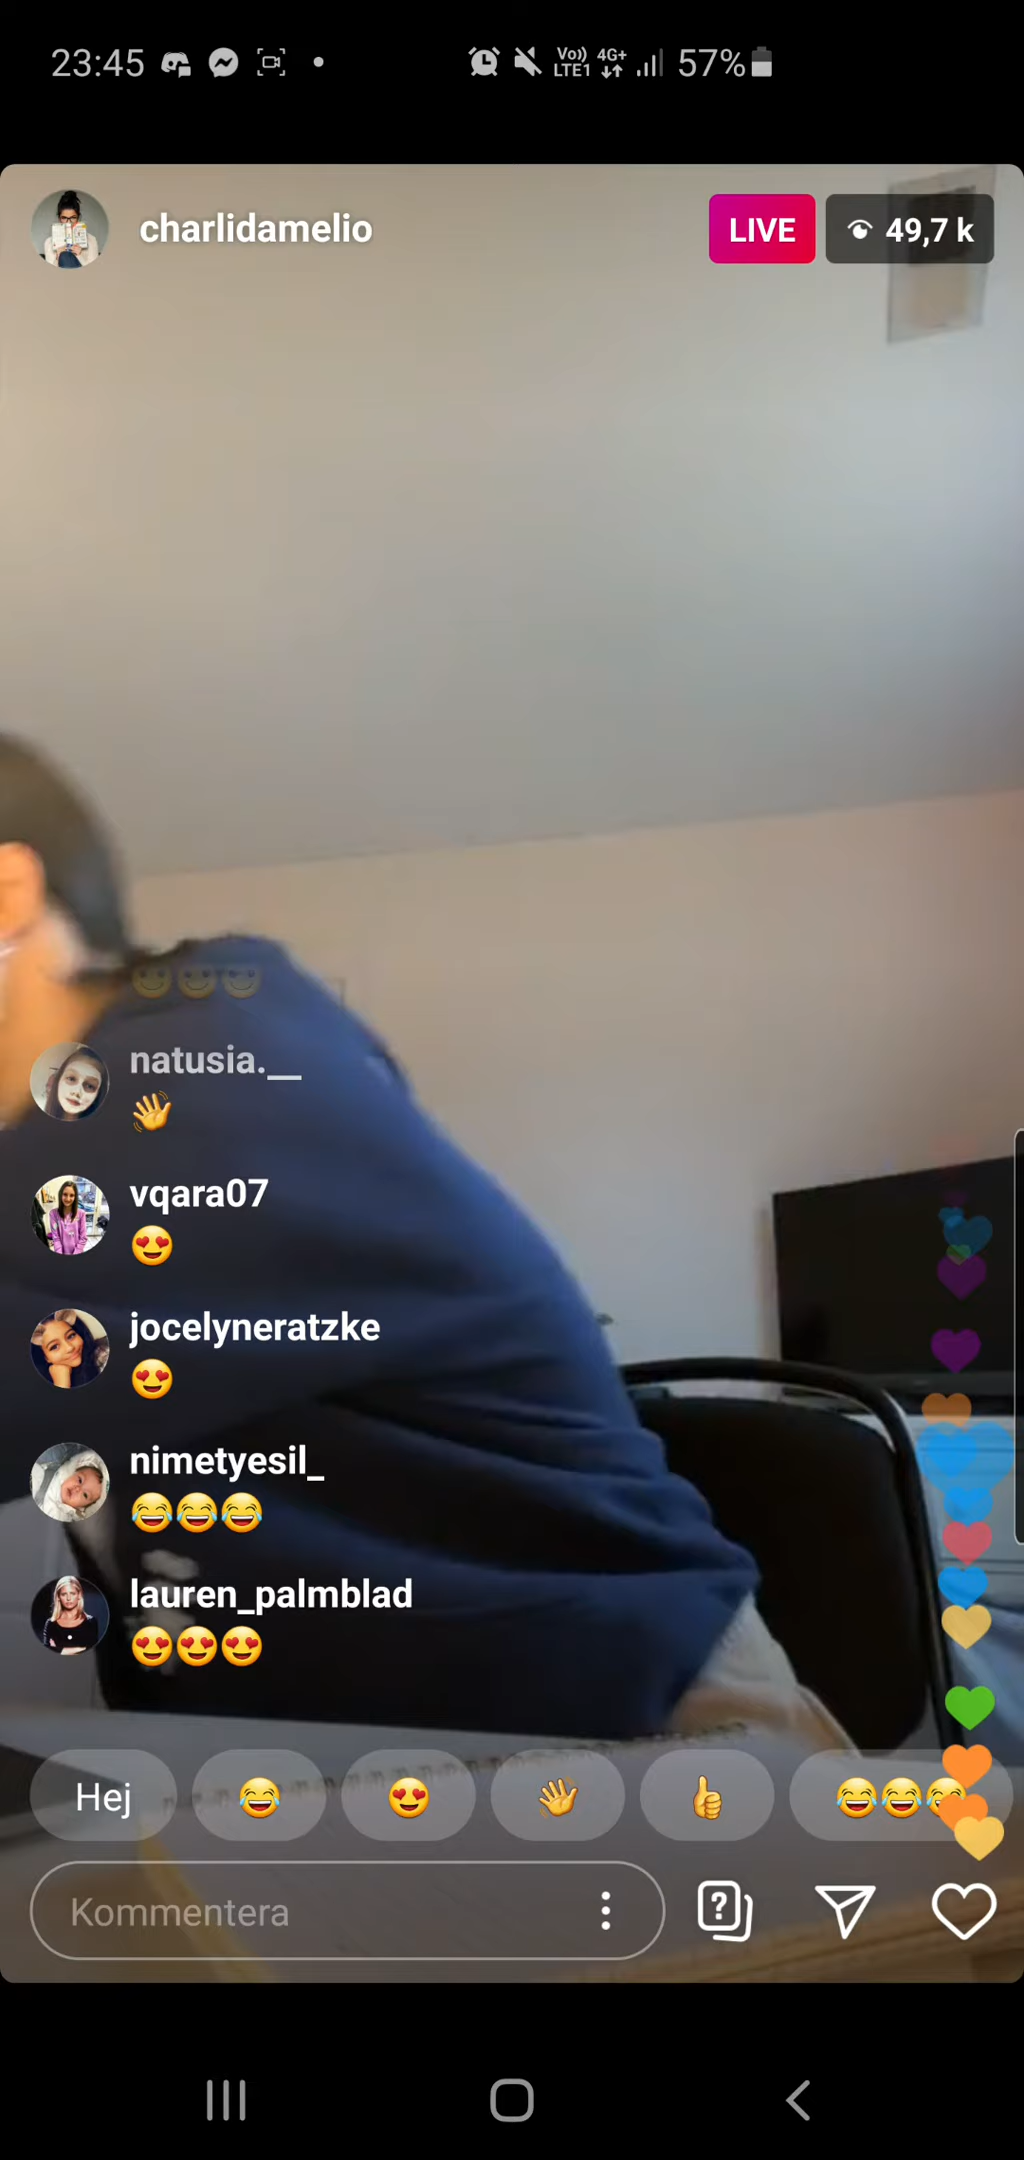 23:45 Vo)) LTE1 4G+ 57%
charlidamelio LIVE 49,7 k
natusia.__
vqara07
jocelyneratzke
nimetyesil_
lauren_palmblad
Hej
Kommentera